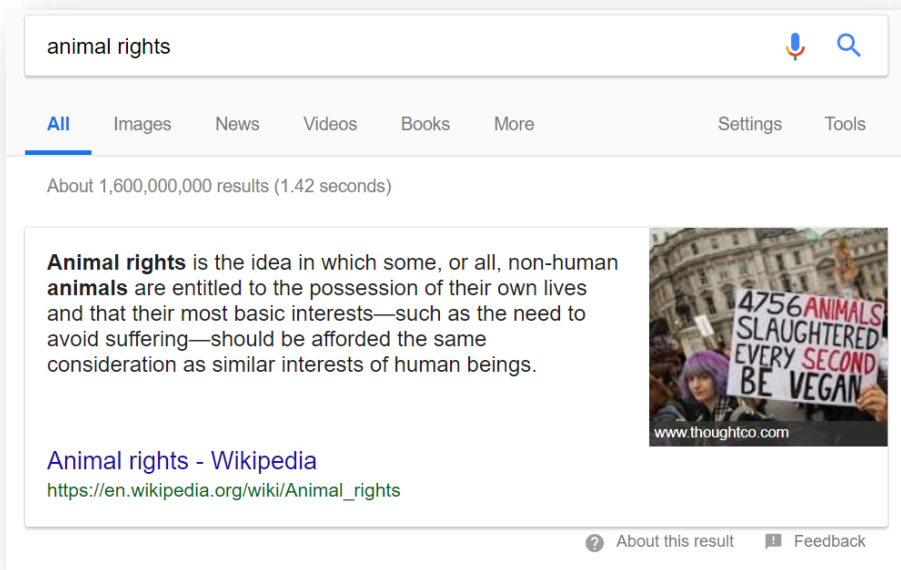 animal rights
All Images News Videos Books More Settings Tools
About 1,600,000,000 results (1.42 seconds)
Animal rights is the idea in which some, or all, non-human
animals are entitled to the possession of their own lives
and that their most basic interests—such as the need to
avoid suffering—should be afforded the same
consideration as similar interests of human beings.
4756 ANIMALS
SLAUGHTERED
EVERY SECOND
BE VEGAN
www.thoughtco.com
Animal rights - Wikipedia
https://en.wikipedia.org/wiki/Animal_rights
About this result Feedback